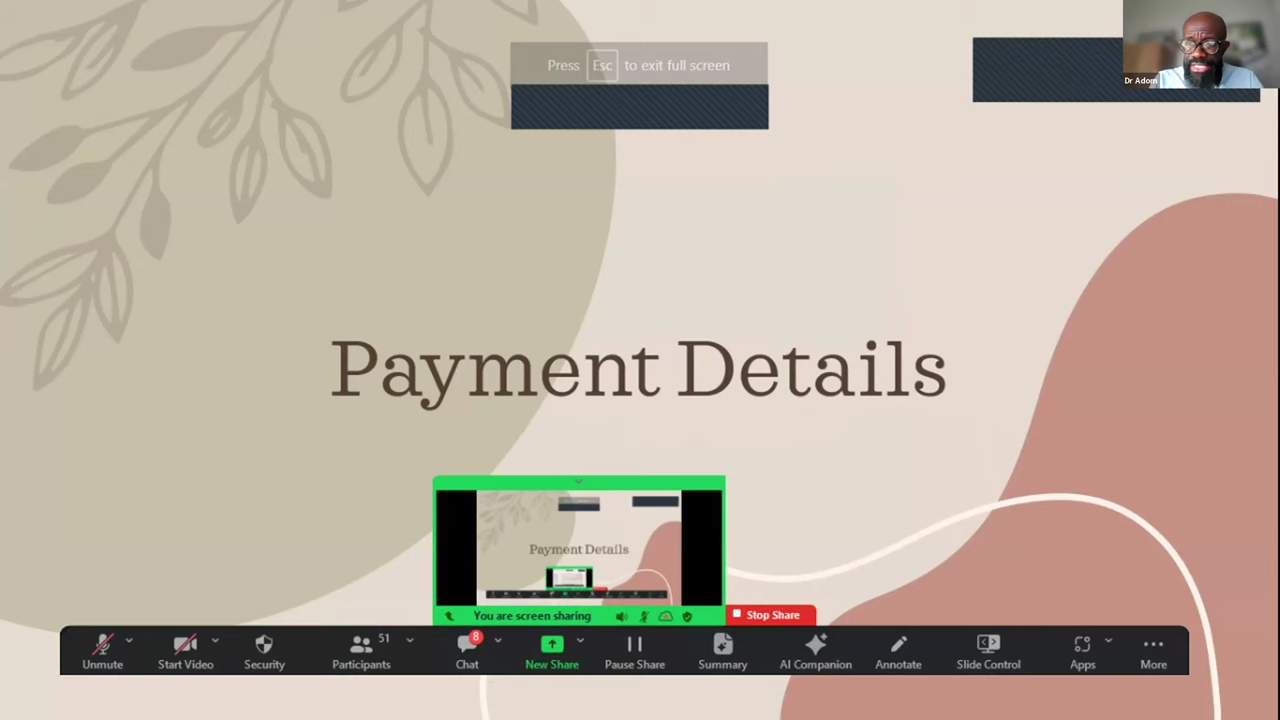 Press Esc to exit full screen
Dr Adom
Payment Details
Payment Details
You are screen sharing
Stop Share
51
8
Unmute
Start Video
Security
Participants
Chat
New Share
Pause Share
Summary
AI Companion
Annotate
Slide Control
Apps
More